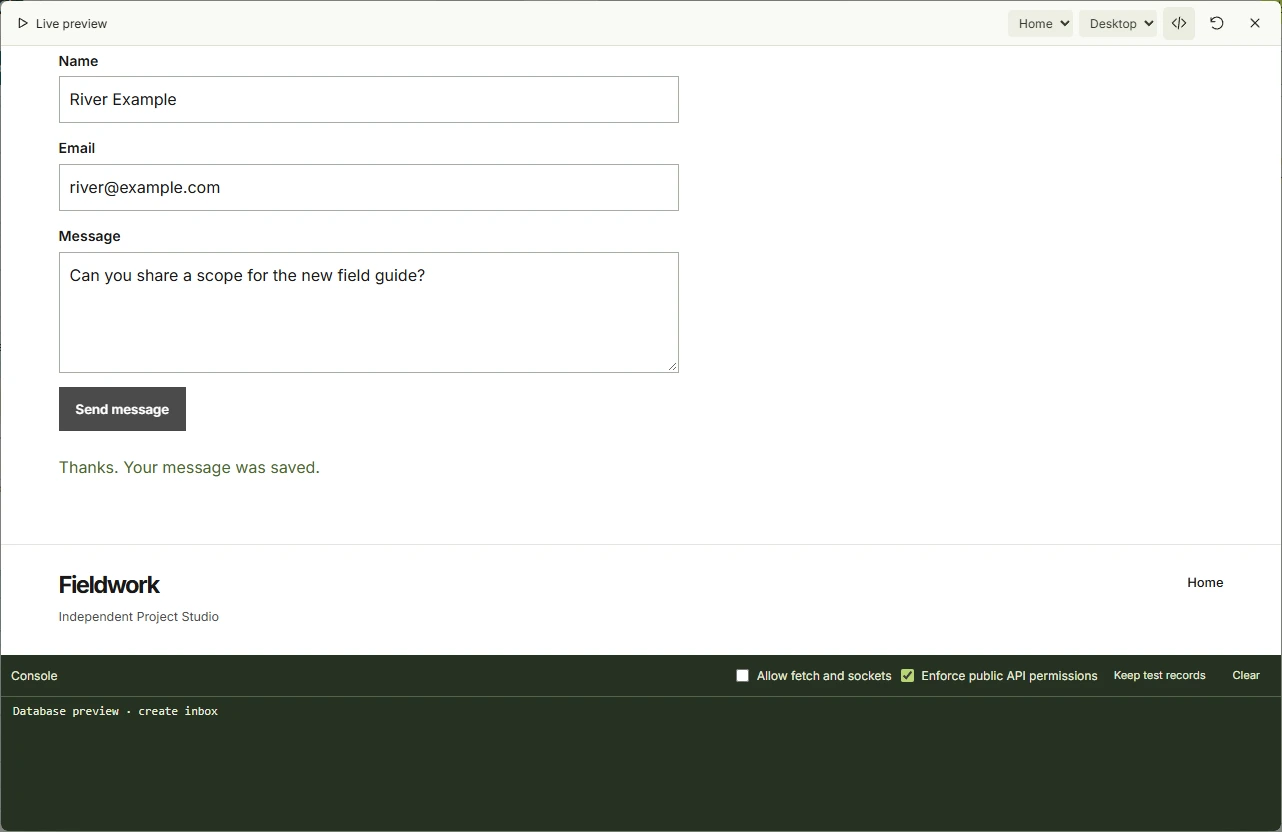 Live preview
Home
Desktop
Name
River Example
Email
river@example.com
Message
Can you share a scope for the new field guide?
Send message
Thanks. Your message was saved.
Fieldwork
Home
Independent Project Studio
Console
Allow fetch and sockets
Enforce public API permissions
Keep test records
Clear
Database preview · create inbox